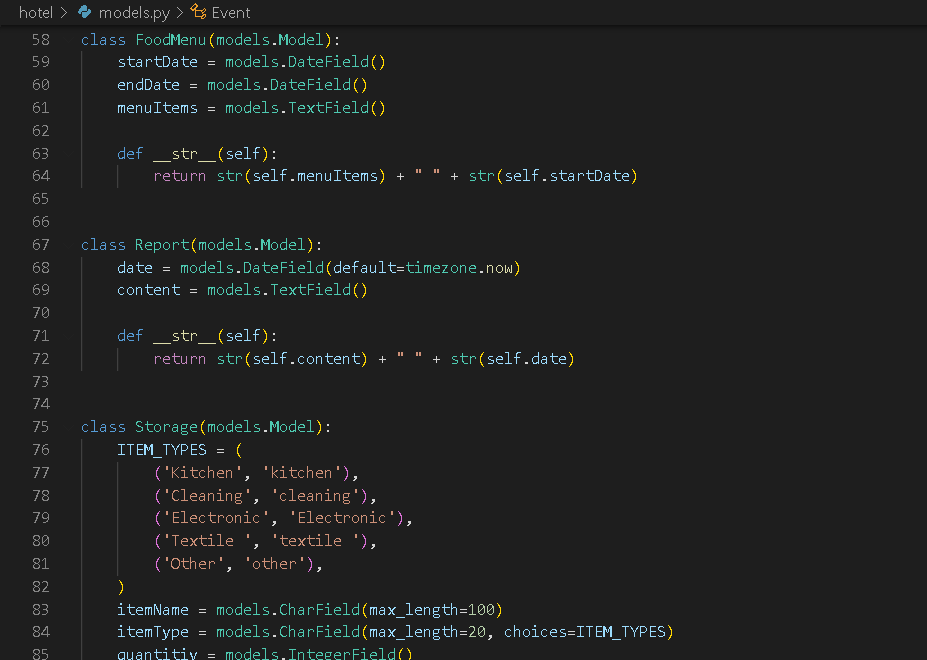 hotel > models.py > Event
58 class FoodMenu(models.Model):
59     startDate = models.DateField()
60     endDate = models.DateField()
61     menuItems = models.TextField()
62
63     def __str__(self):
64         return str(self.menuItems) + " " + str(self.startDate)
65
66
67 class Report(models.Model):
68     date = models.DateField(default=timezone.now)
69     content = models.TextField()
70
71     def __str__(self):
72         return str(self.content) + " " + str(self.date)
73
74
75 class Storage(models.Model):
76     ITEM_TYPES = (
77         ('Kitchen', 'kitchen'),
78         ('Cleaning', 'cleaning'),
79         ('Electronic', 'Electronic'),
80         ('Textile ', 'textile '),
81         ('Other', 'other'),
82     )
83     itemName = models.CharField(max_length=100)
84     itemType = models.CharField(max_length=20, choices=ITEM_TYPES)
85     quantitiy = models.IntegerField()